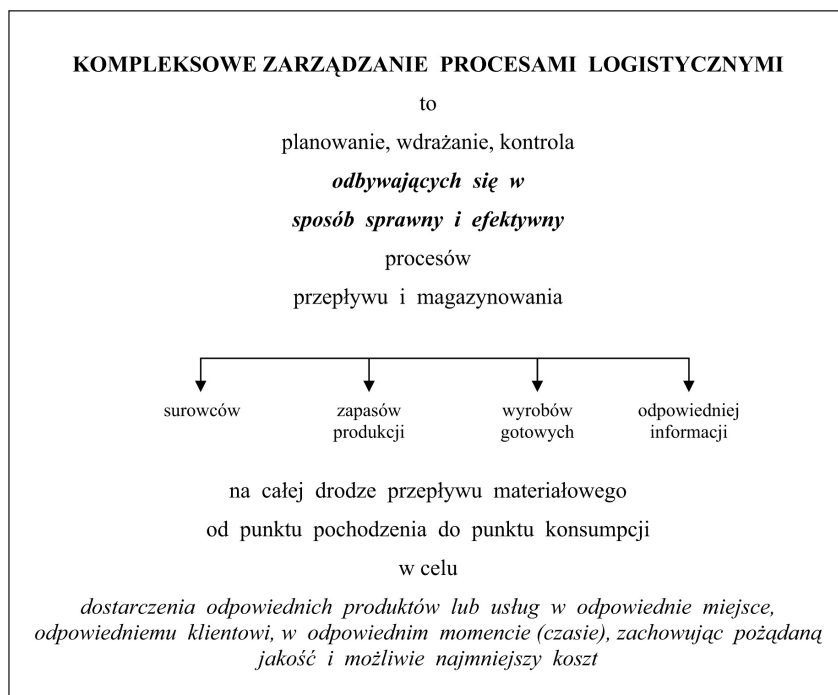 KOMPLEKSOWE ZARZĄDZANIE PROCESAMI LOGISTYCZNYMI
to
planowanie, wdrażanie, kontrola
odbywających się w
sposób sprawny i efektywny
procesów
przepływu i magazynowania
surowców
zapasów
produkcji
wyrobów
gotowych
odpowiedniej
informacji
na całej drodze przepływu materiałowego
od punktu pochodzenia do punktu konsumpcji
w celu
dostarczenia odpowiednich produktów lub usług w odpowiednie miejsce,
odpowiedniemu klientowi, w odpowiednim momencie (czasie), zachowując pożądaną
jakość i możliwie najmniejszy koszt